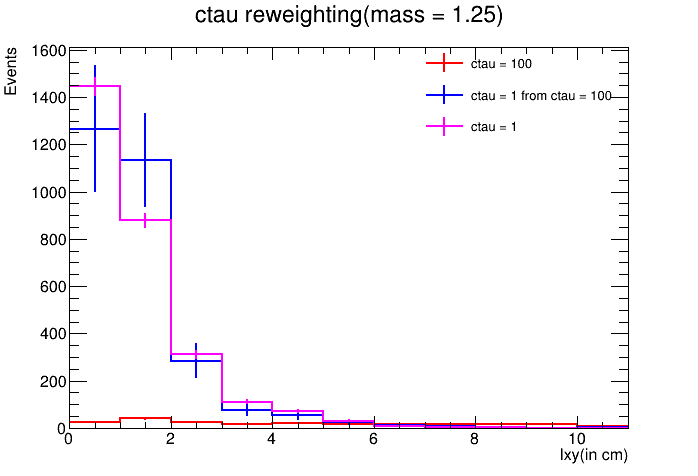 ctau reweighting(mass = 1.25)
Events
1600
1400
1200
1000
800
600
400
200
0
ctau = 100
ctau = 1 from ctau = 100
ctau = 1
0 2 4 6 8 10
lxy(in cm)